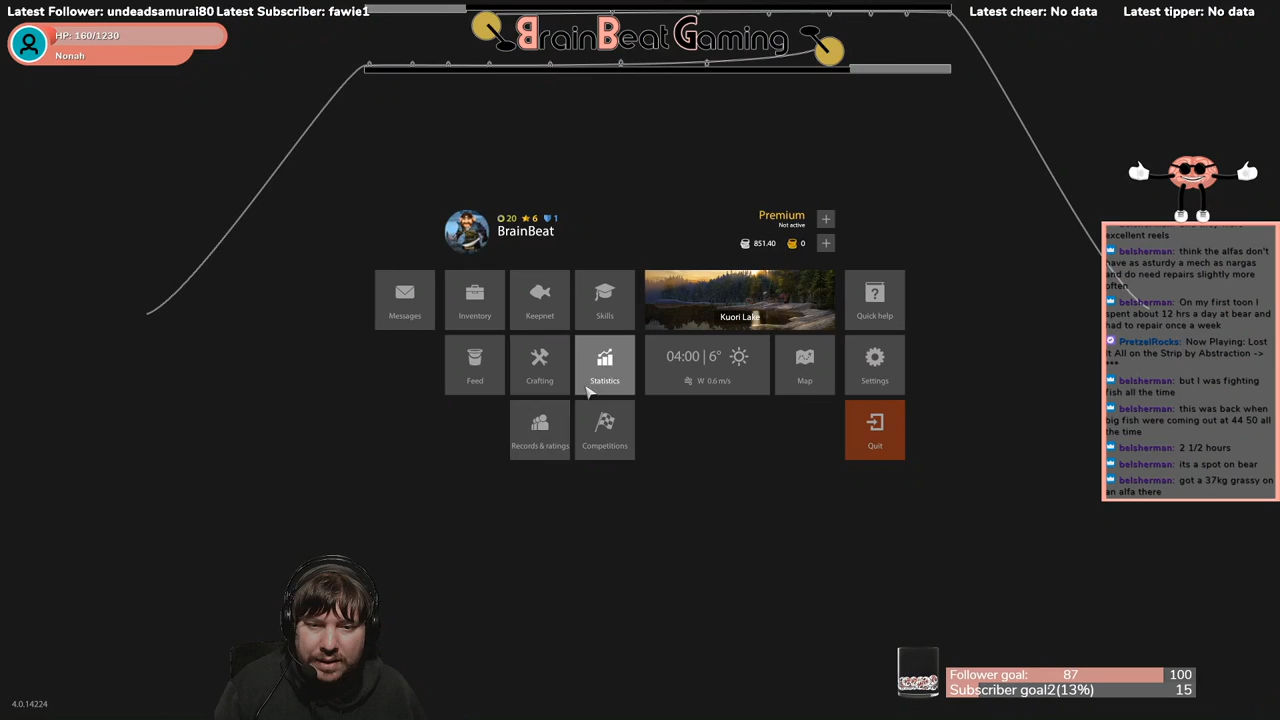 Latest Follower: undeadsamurai80 Latest Subscriber: fawie1
Latest cheer: No data
Latest tipper: No data
HP: 160/1230
Nonah
BrainBeat Gaming
20 6 1
BrainBeat
Premium
Not active
851.40 0
Messages
Inventory
Keepnet
Skills
Kuori Lake
Quick help
Feed
Crafting
Statistics
04:00 | 6°
W 0.6 m/s
Map
Settings
Records & ratings
Competitions
Quit
excellent reels
belsherman: think the alfas don't
have as asturdy a mech as nargas
and do need repairs slightly more
often
belsherman: On my first toon I
spent about 12 hrs a day at bear and
had to repair once a week
PretzelRocks: Now Playing: Lost
It All on the Strip by Abstraction ->
***
belsherman: but I was fighting
fish all the time
belsherman: this was back when
big fish were coming out at 44 50 all
the time
belsherman: 2 1/2 hours
belsherman: its a spot on bear
belsherman: got a 37kg grassy on
an alfa there
Follower goal: 87 100
Subscriber goal2(13%) 15
4.0.14224